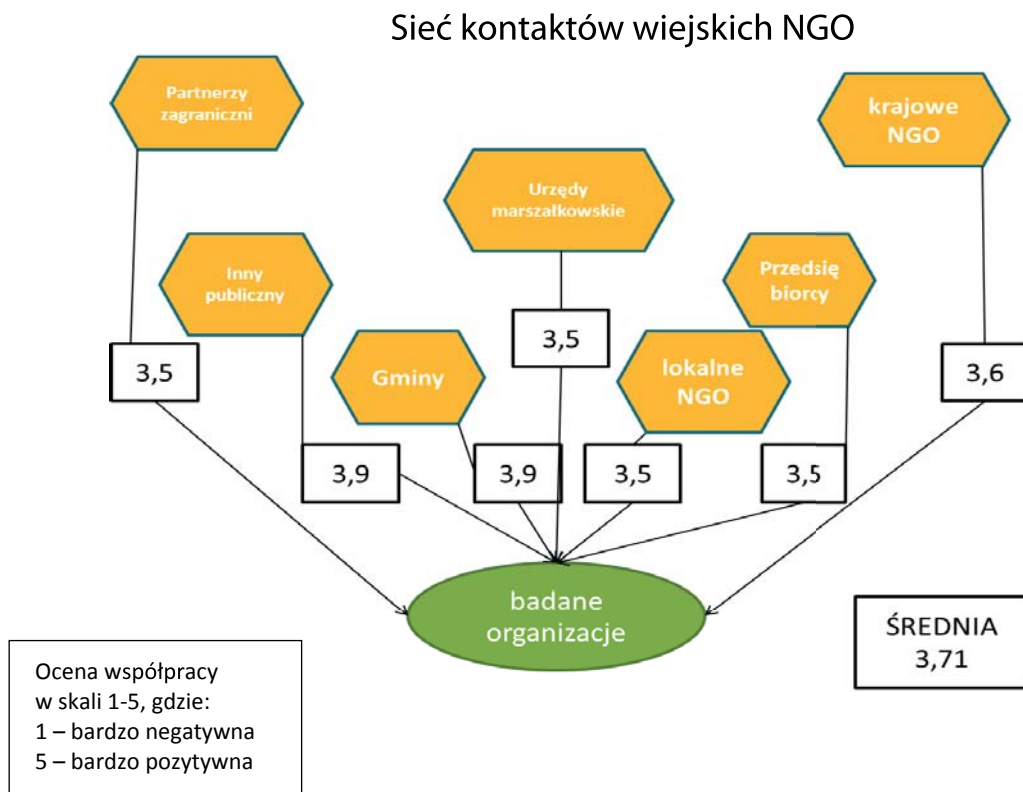 Sieć kontaktów wiejskich NGO
Partnerzy
zagraniczni
krajowe
NGO
Urzędy
marszałkowskie
Inny
publiczny
Przedsię
biorcy
Gminy
lokalne
NGO
3,5
3,5
3,6
3,9
3,9
3,5
3,5
badane
organizacje
ŚREDNIA
3,71
Ocena współpracy
w skali 1-5, gdzie:
1 – bardzo negatywna
5 – bardzo pozytywna